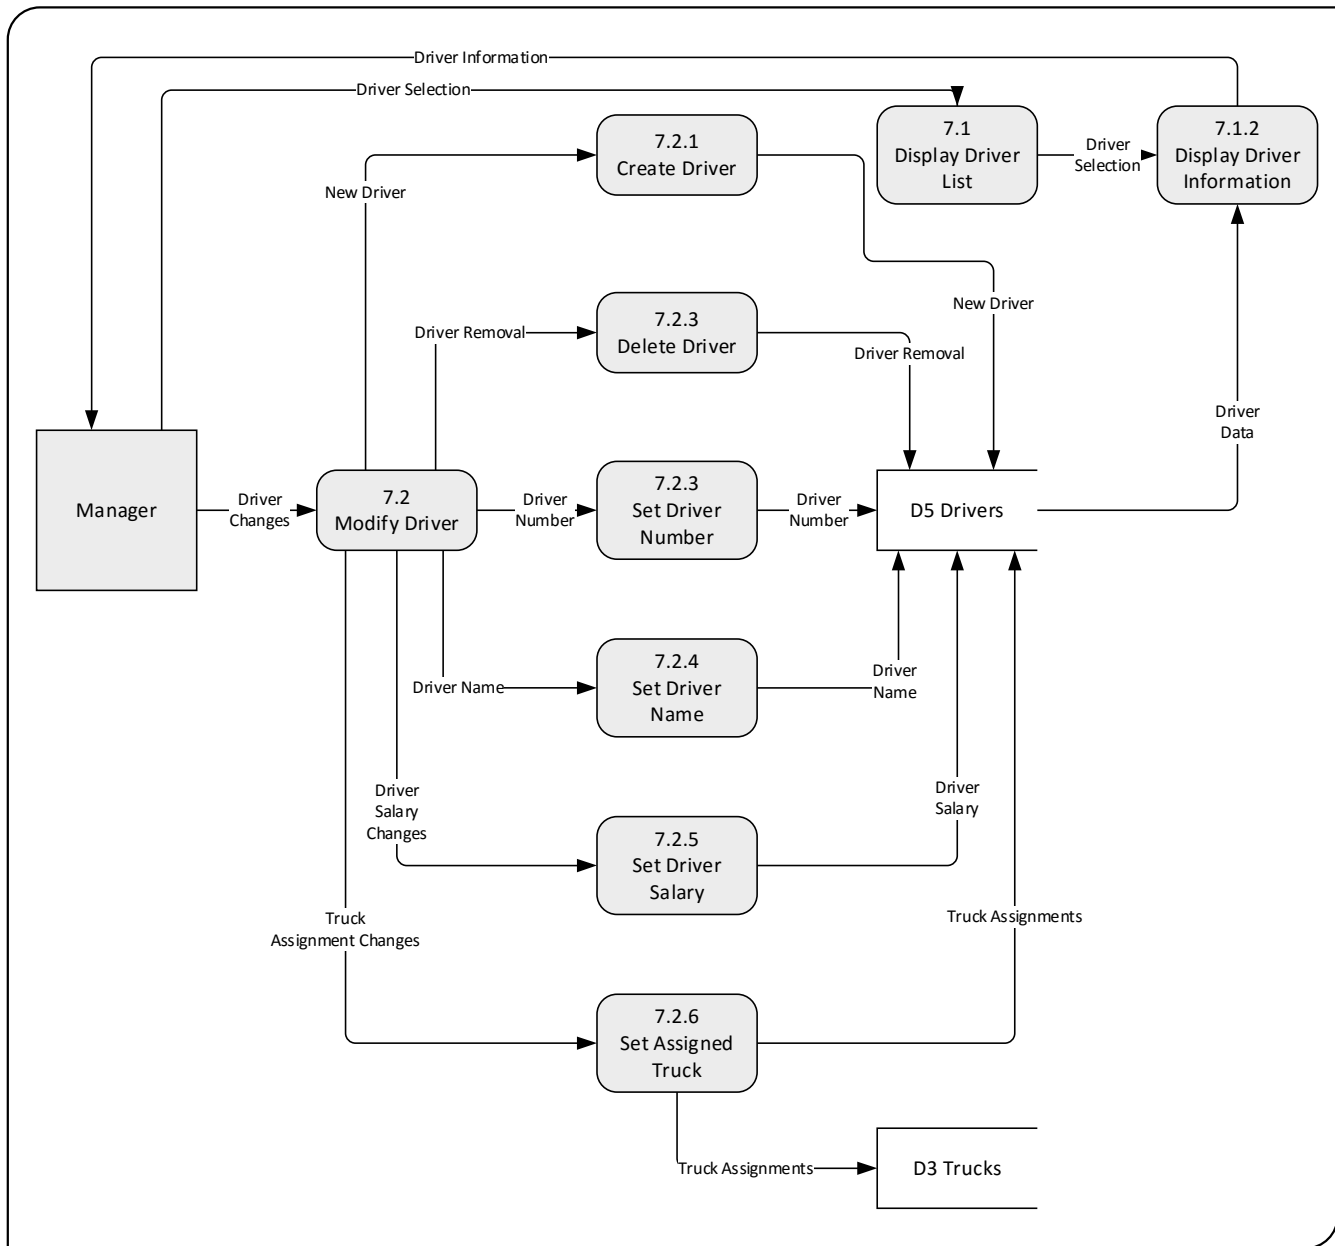 Driver Information
Driver Selection
7.2.1
Create Driver
7.1
Display Driver
List
Driver
Selection
7.1.2
Display Driver
Information
New Driver
7.2.3
Delete Driver
Driver Removal
New Driver
Driver Removal
Driver
Data
Manager
Driver
Changes
7.2
Modify Driver
Driver
Number
7.2.3
Set Driver
Number
Driver
Number
D5 Drivers
Driver Name
7.2.4
Set Driver
Name
Driver
Name
Driver
Salary
Changes
7.2.5
Set Driver
Salary
Driver
Salary
Truck
Assignment Changes
Truck Assignments
7.2.6
Set Assigned
Truck
Truck Assignments
D3 Trucks